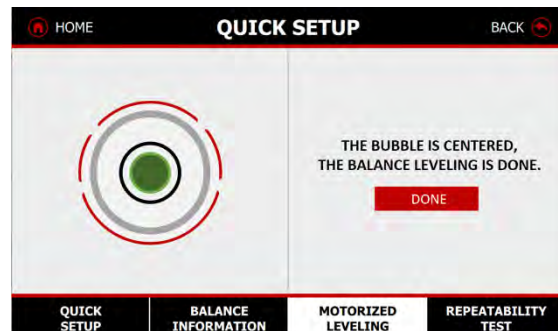 HOME
QUICK SETUP
BACK
THE BUBBLE IS CENTERED,
THE BALANCE LEVELING IS DONE.
DONE
QUICK
SETUP
BALANCE
INFORMATION
MOTORIZED
LEVELING
REPEATABILITY
TEST